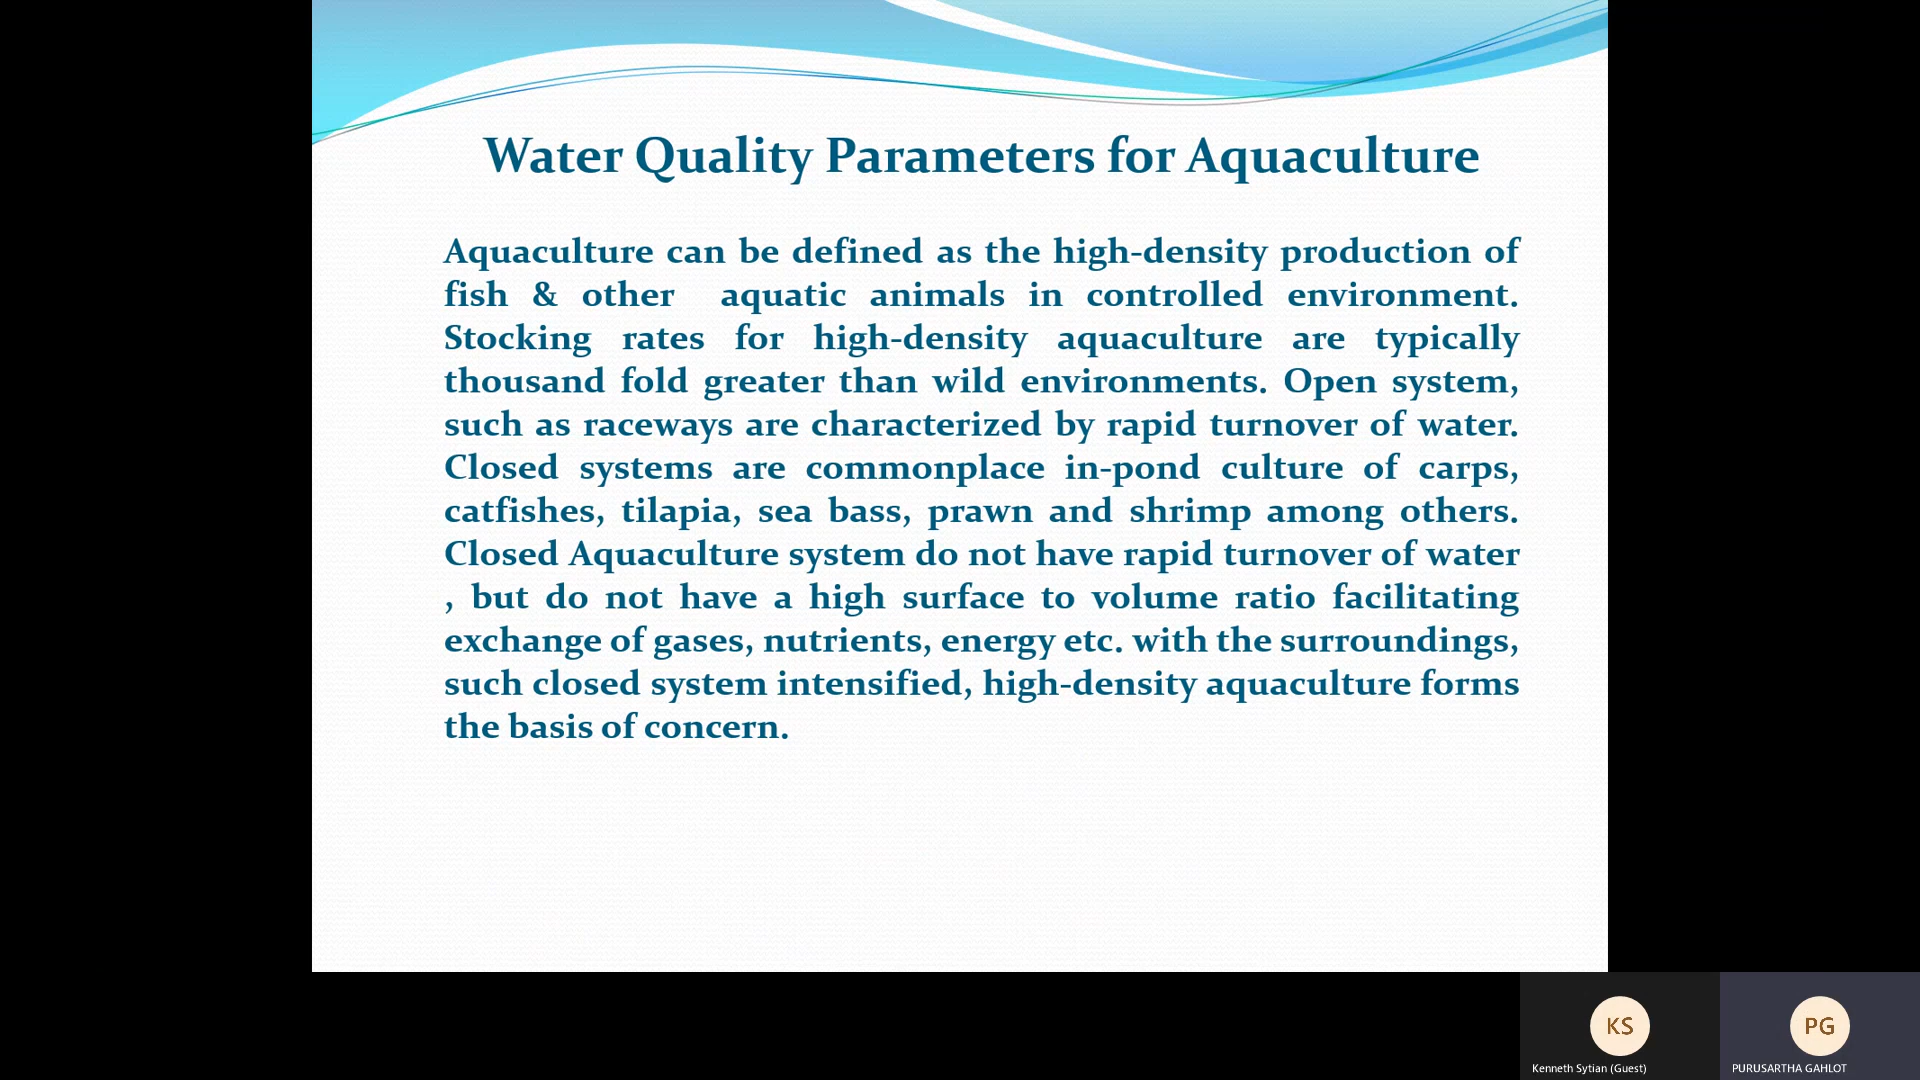 Water Quality Parameters for Aquaculture
Aquaculture can be defined as the high-density production of
fish & other aquatic animals in controlled environment.
Stocking rates for high-density aquaculture are typically
thousand fold greater than wild environments. Open system,
such as raceways are characterized by rapid turnover of water.
Closed systems are commonplace in-pond culture of carps,
catfishes, tilapia, sea bass, prawn and shrimp among others.
Closed Aquaculture system do not have rapid turnover of water
, but do not have a high surface to volume ratio facilitating
exchange of gases, nutrients, energy etc. with the surroundings,
such closed system intensified, high-density aquaculture forms
the basis of concern.
KS
Kenneth Sytian (Guest)
PG
PURUSARTHA GAHLOT